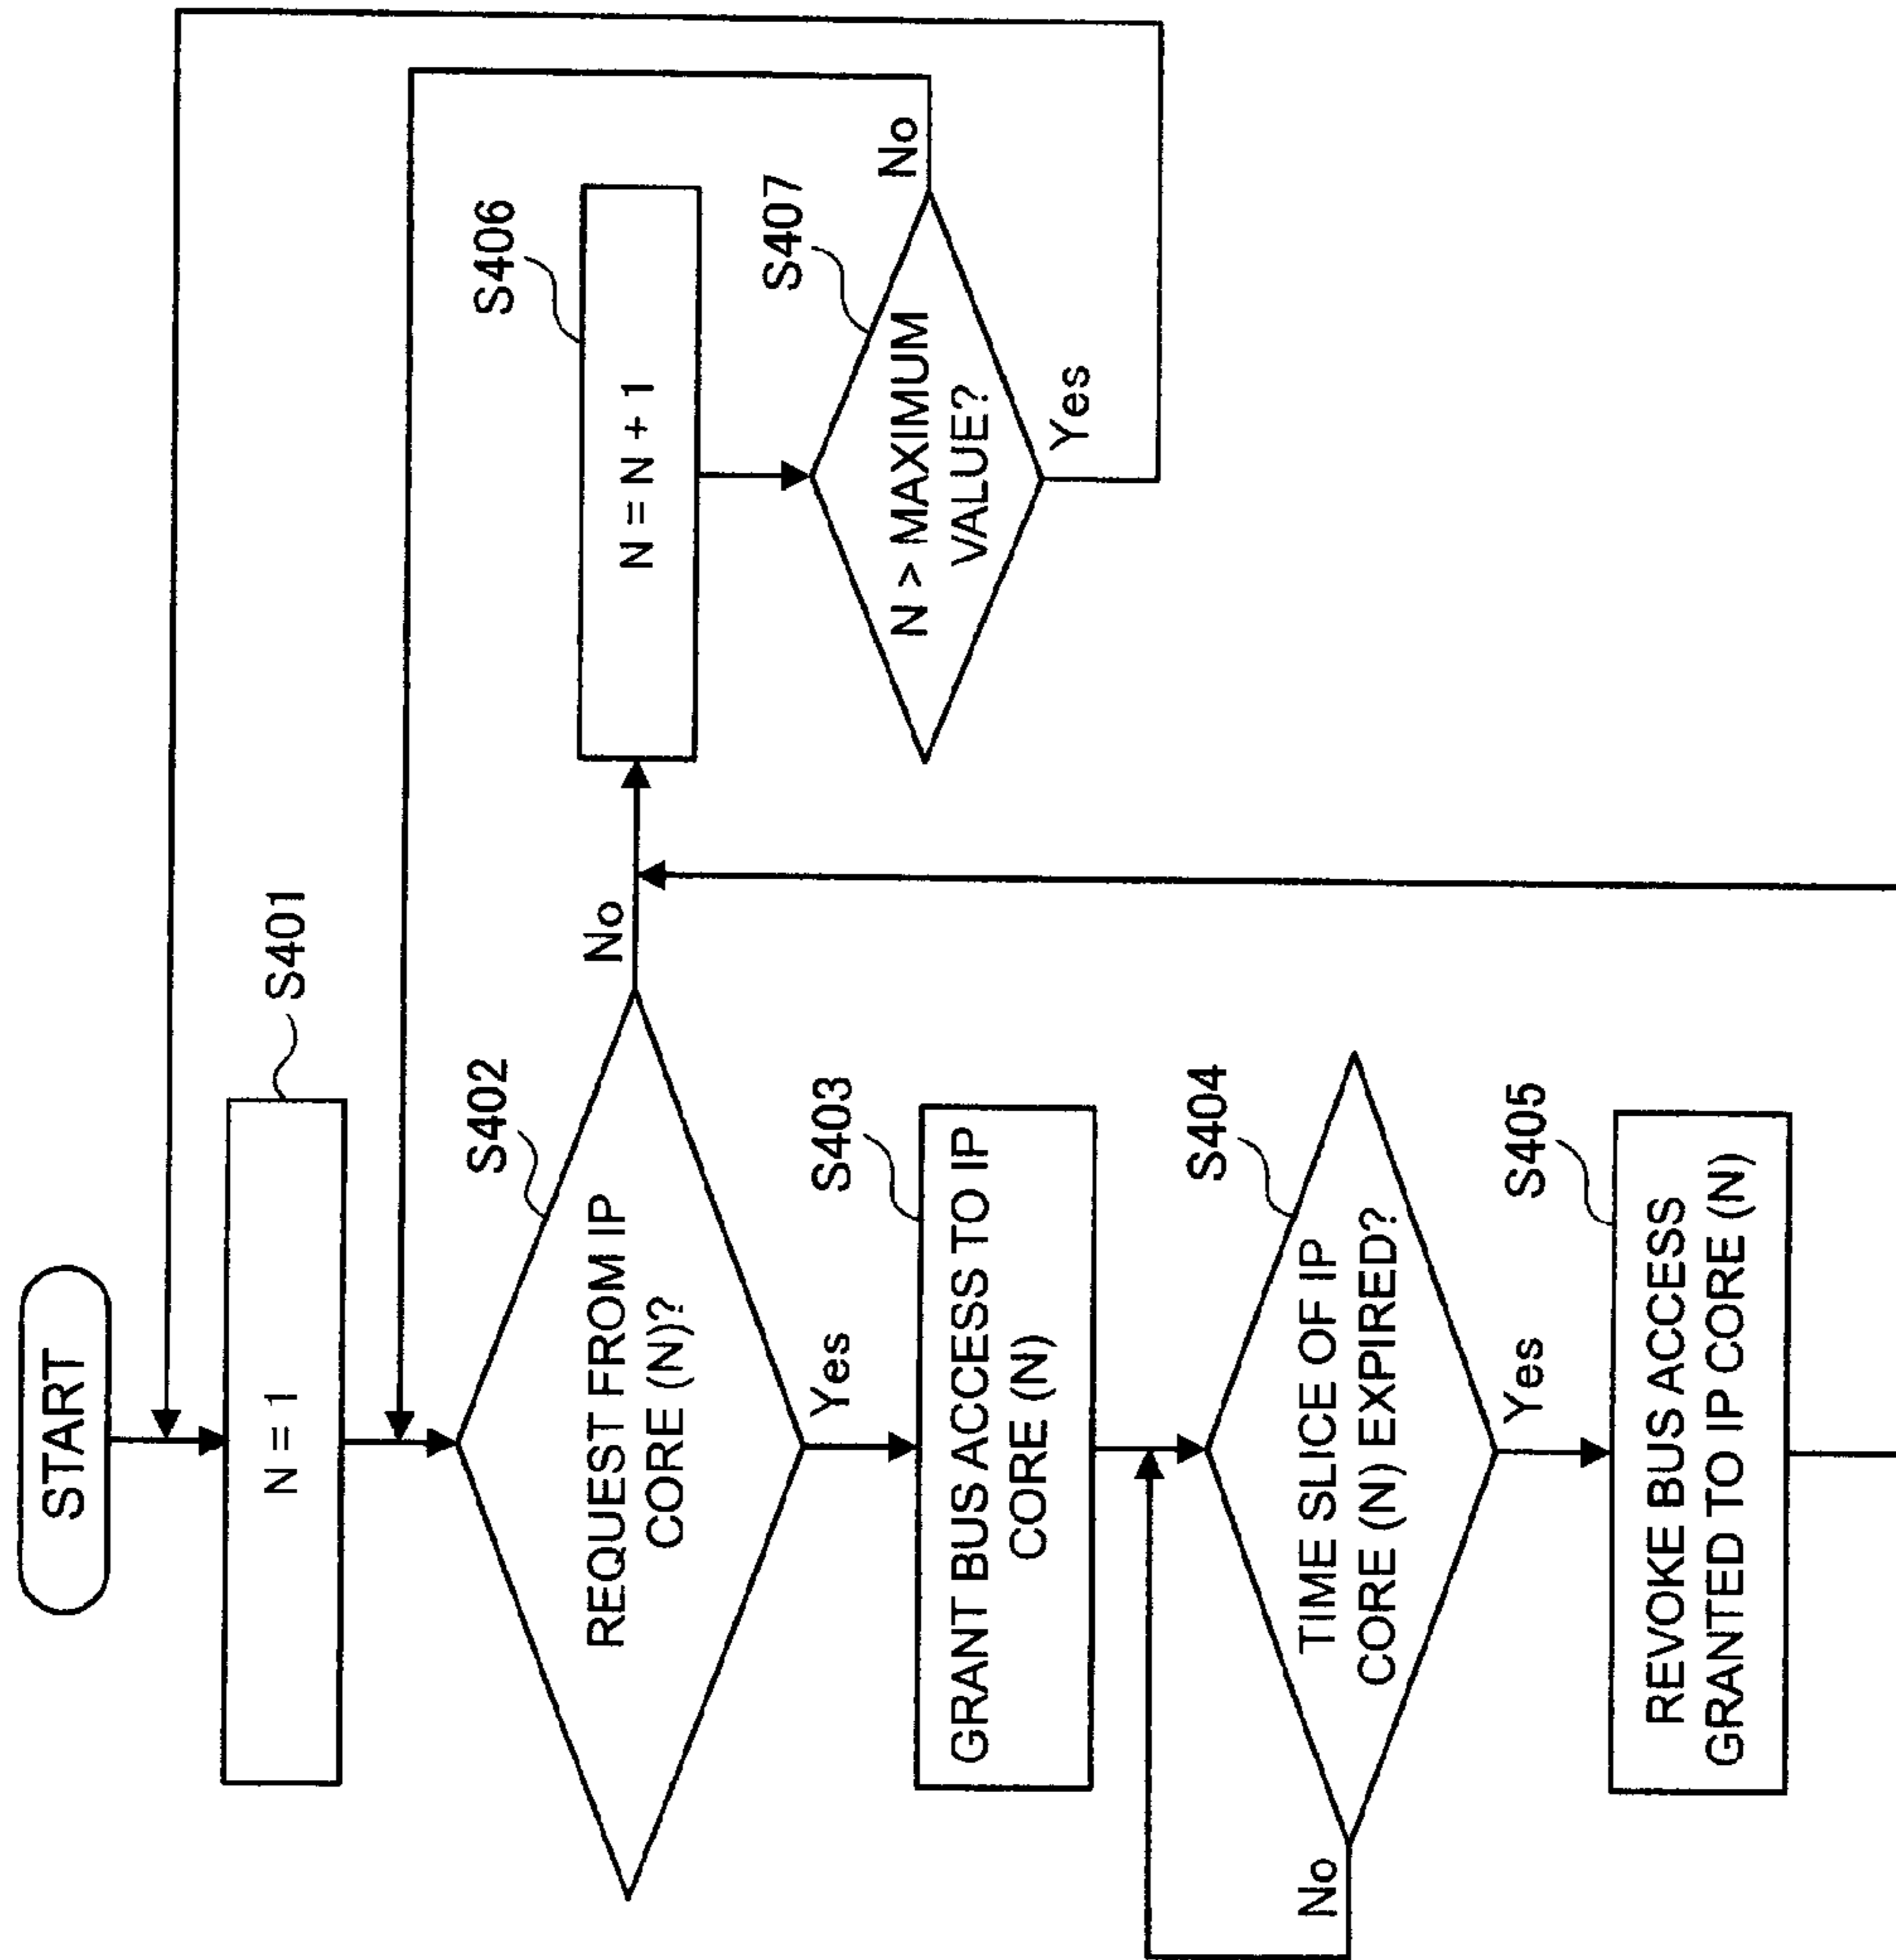 START
S401
N = 1
S402
REQUEST FROM IP
CORE (N)?
No
Yes
S403
GRANT BUS ACCESS TO IP
CORE (N)
S404
TIME SLICE OF IP
CORE (N) EXPIRED?
No
Yes
S405
REVOKE BUS ACCESS
GRANTED TO IP CORE (N)
S406
N = N + 1
S407
N > MAXIMUM
VALUE?
No
Yes